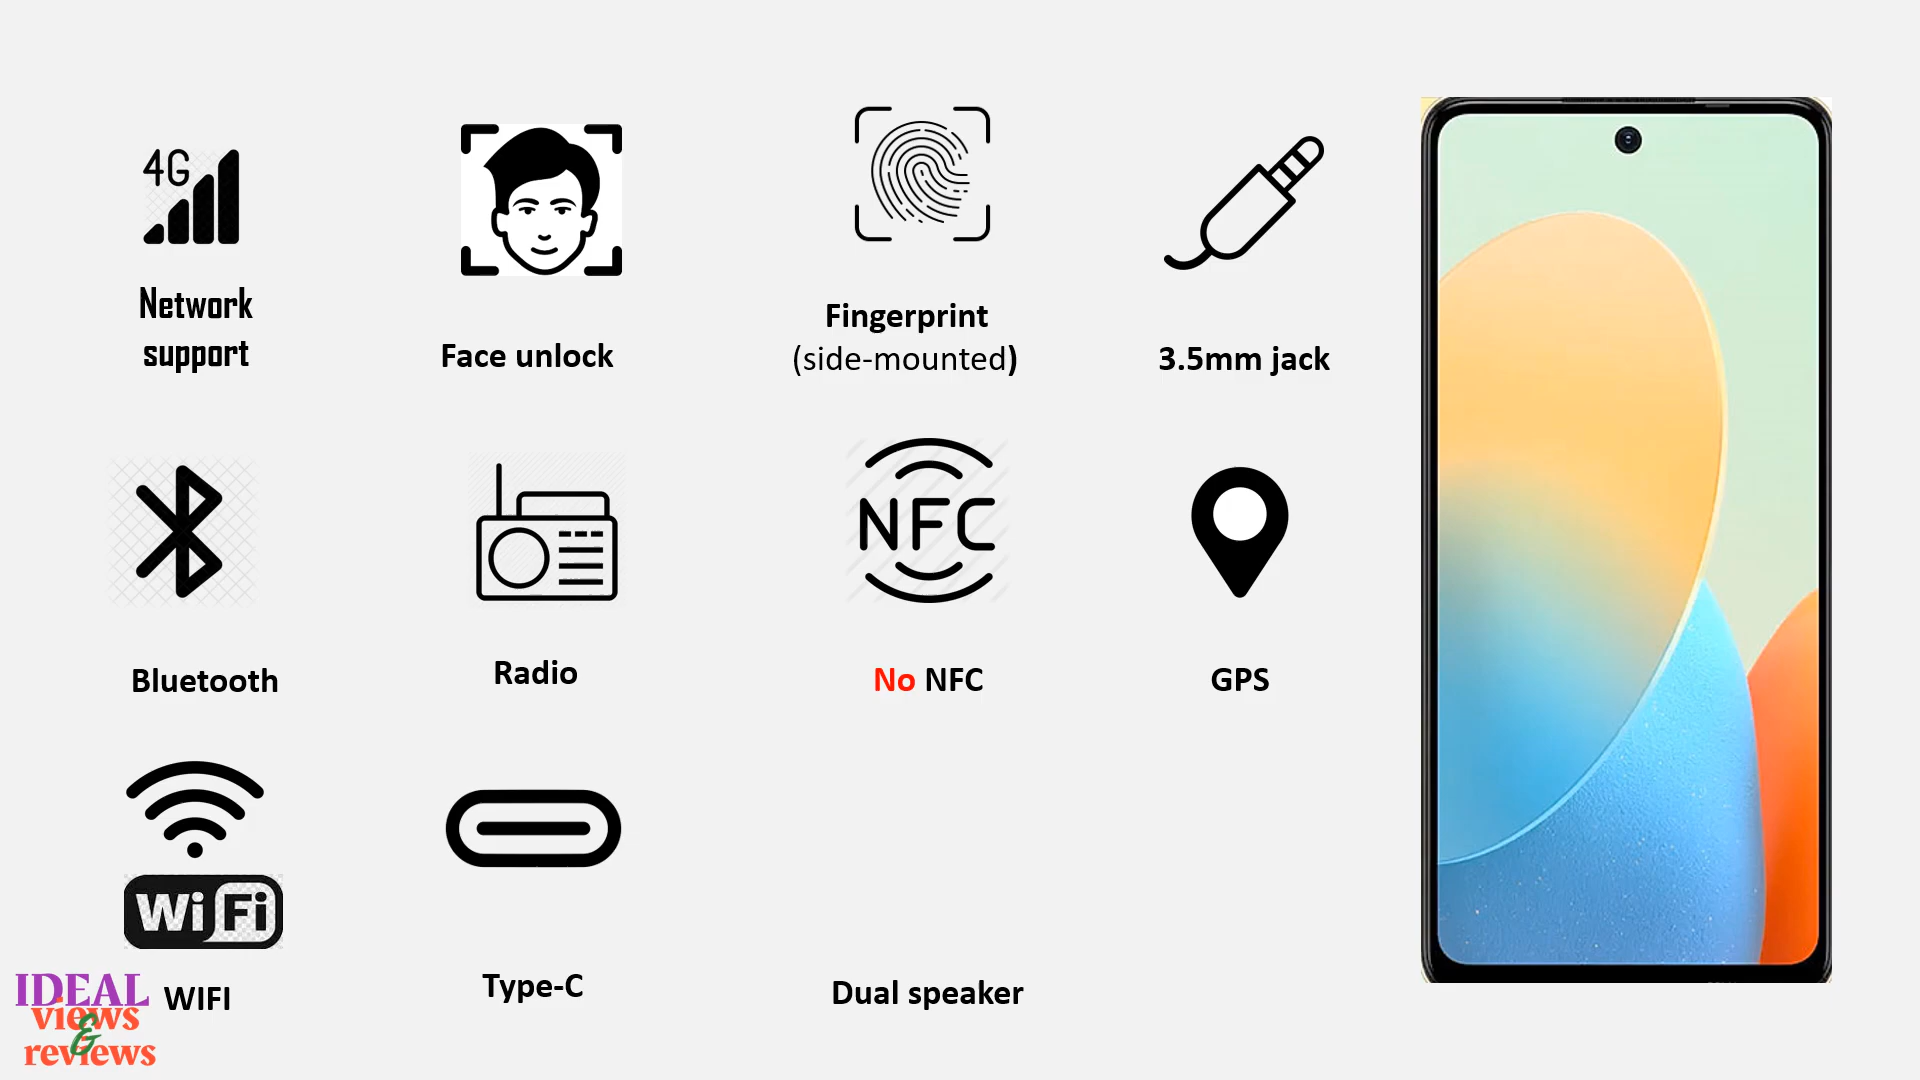 4G
Network
support
Face unlock
Fingerprint
(side-mounted)
3.5mm jack
Bluetooth
Radio
NFC
No NFC
GPS
Wi Fi
WIFI
Type-C
Dual speaker
IDEAL
views
&
reviews